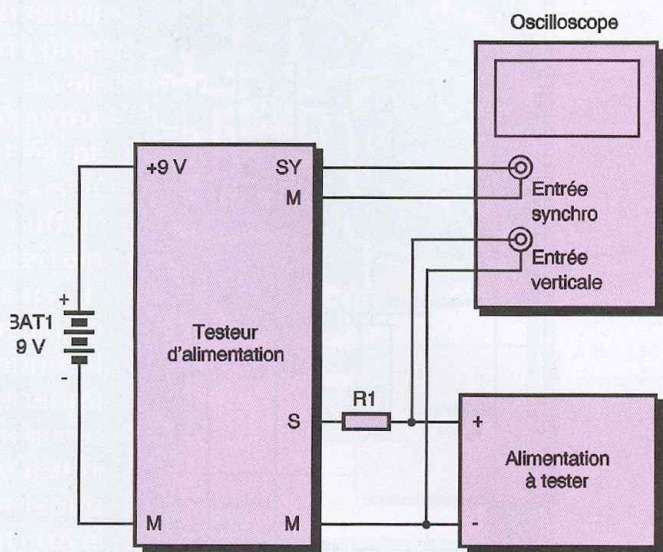 Oscilloscope
+9 V
SY
M
Entrée
synchro
Entrée
verticale
+
BAT1
9 V
-
Testeur
d'alimentation
R1
S
+
Alimentation
à tester
M
M
-